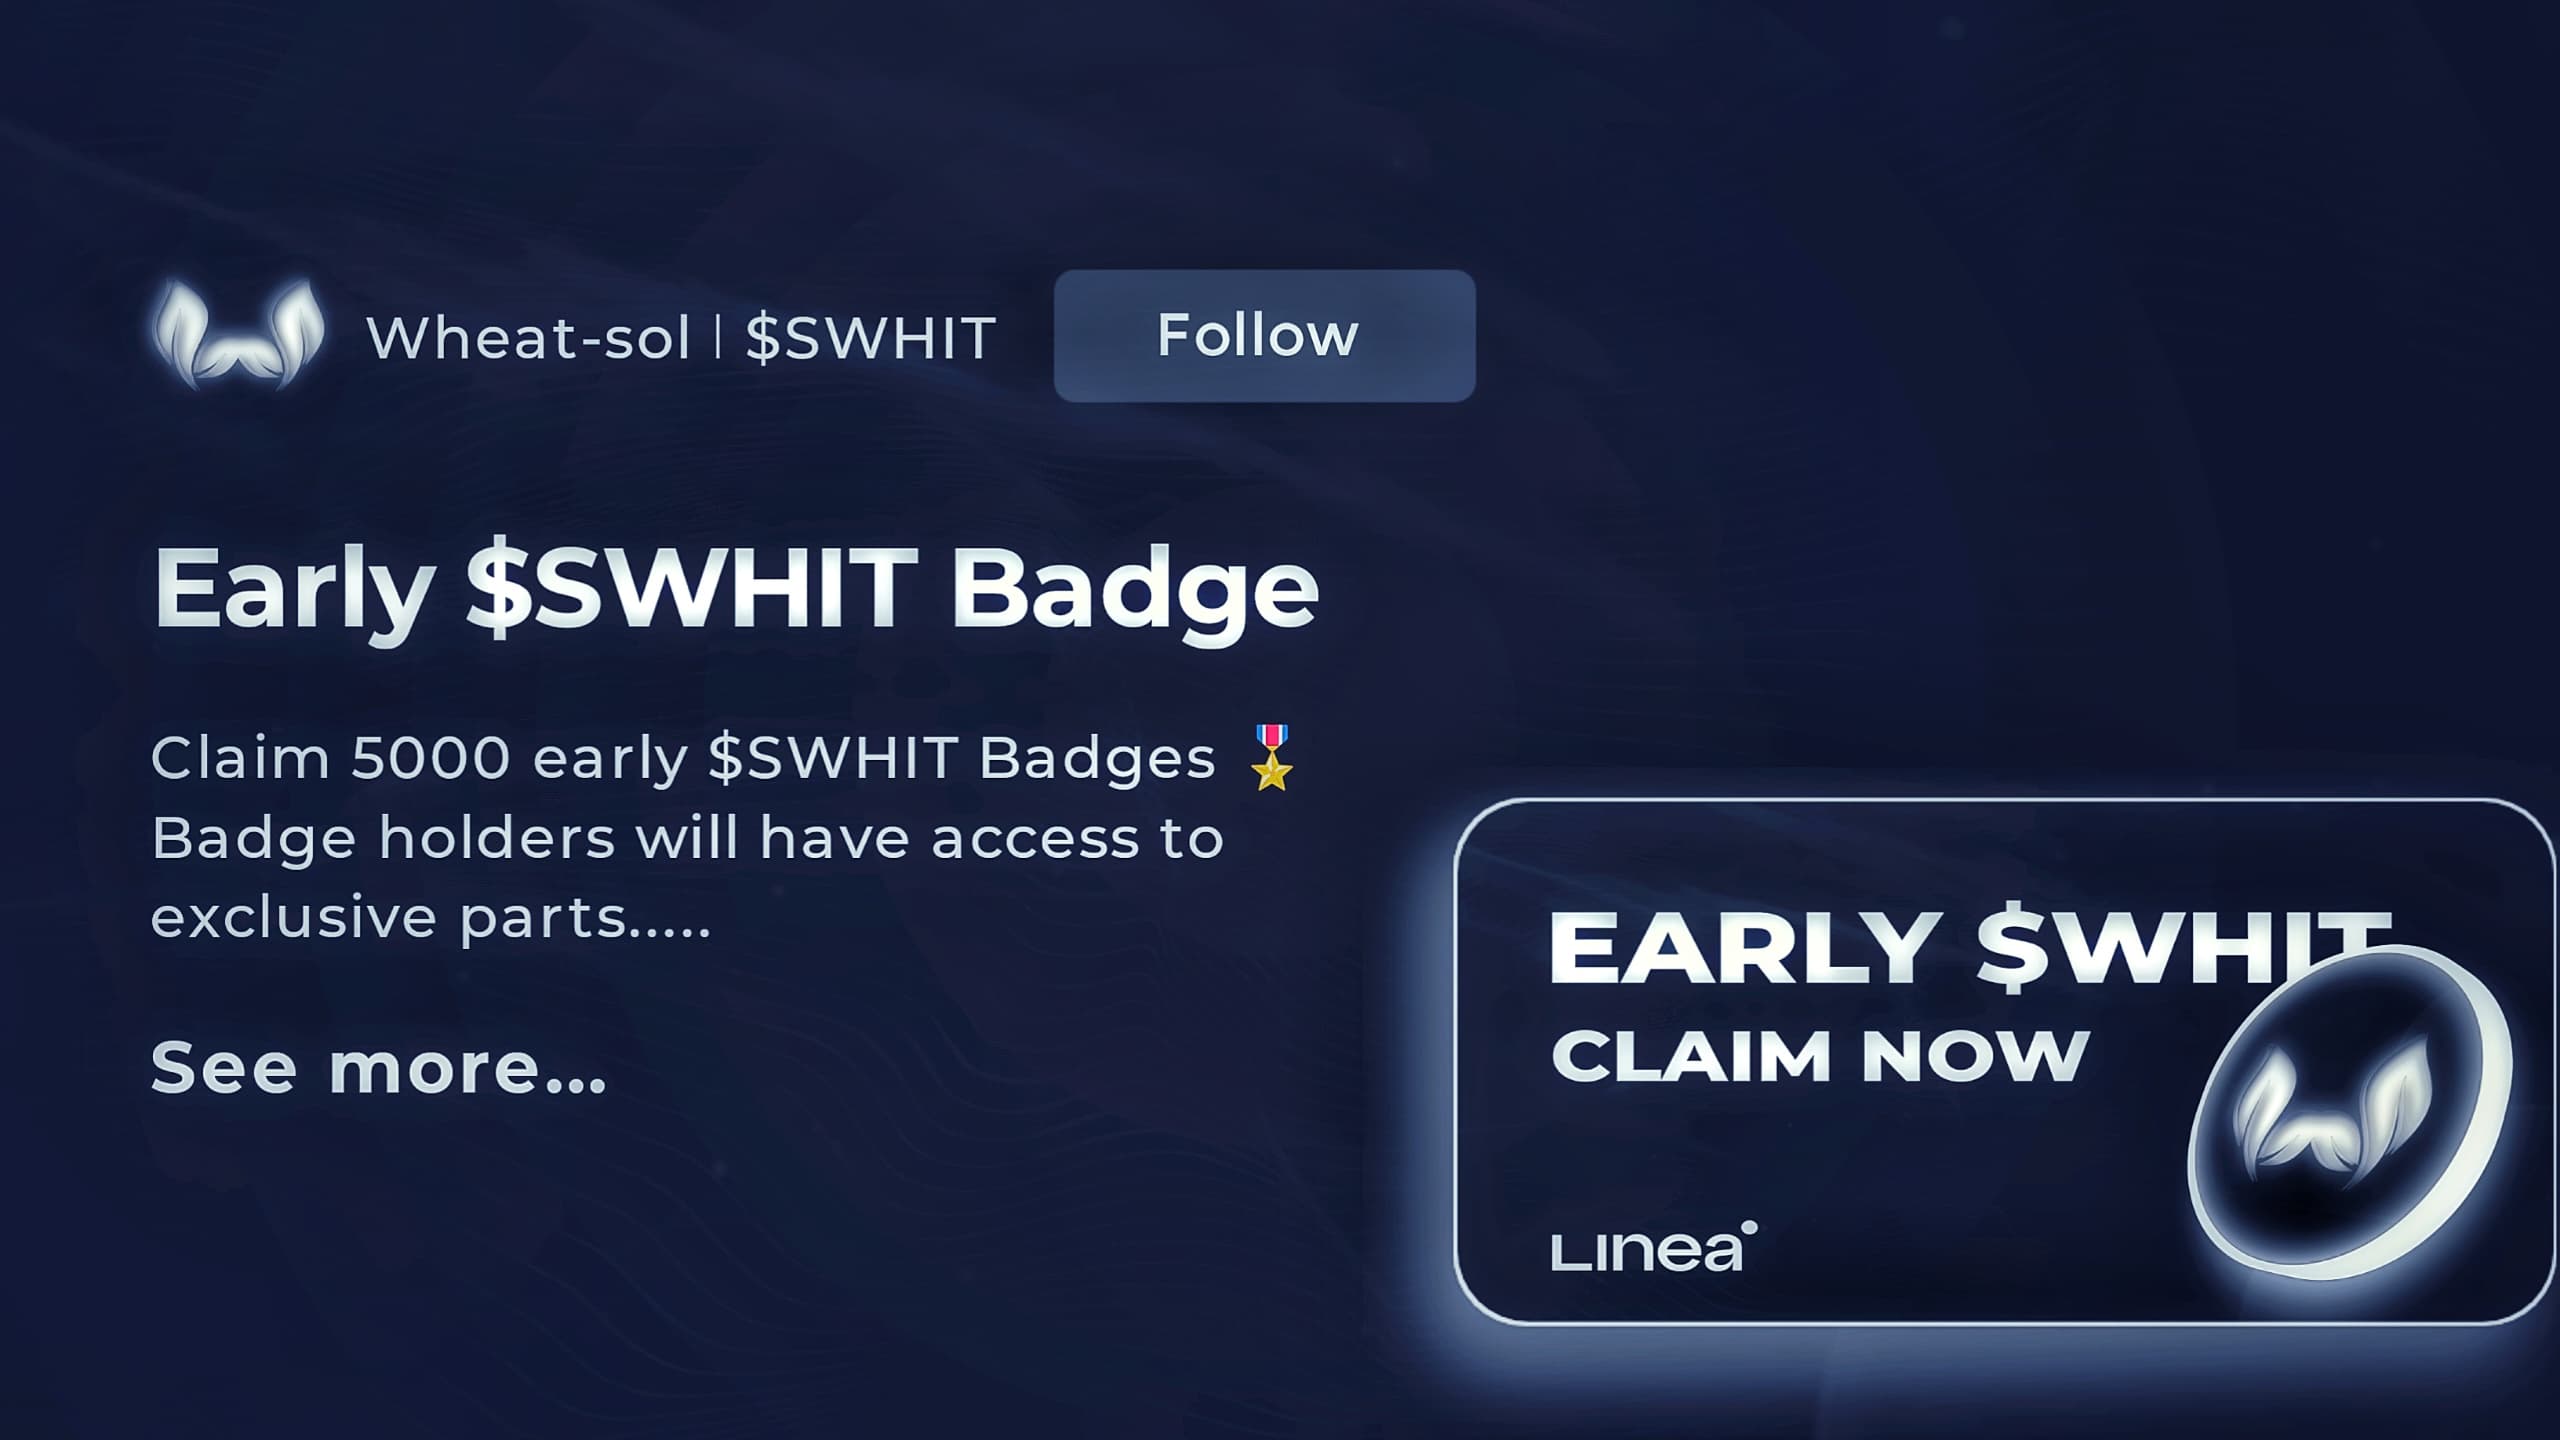 Wheat-sol | $SWHIT
Follow
Early $SWHIT Badge
Claim 5000 early $SWHIT Badges 🎖
Badge holders will have access to
exclusive parts.....
See more...
EARLY $WHIT
CLAIM NOW
Linea